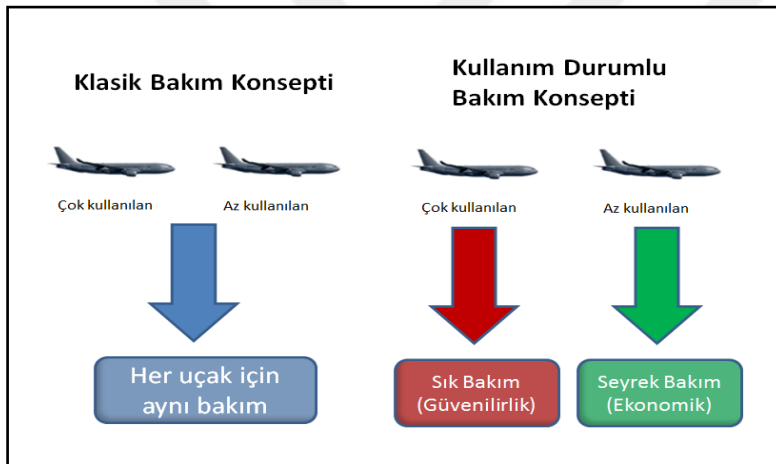 Klasik Bakım Konsepti
Çok kullanılan
Az kullanılan
Her uçak için
aynı bakım
Kullanım Durumlu
Bakım Konsepti
Çok kullanılan
Az kullanılan
Sık Bakım
(Güvenilirlik)
Seyrek Bakım
(Ekonomik)